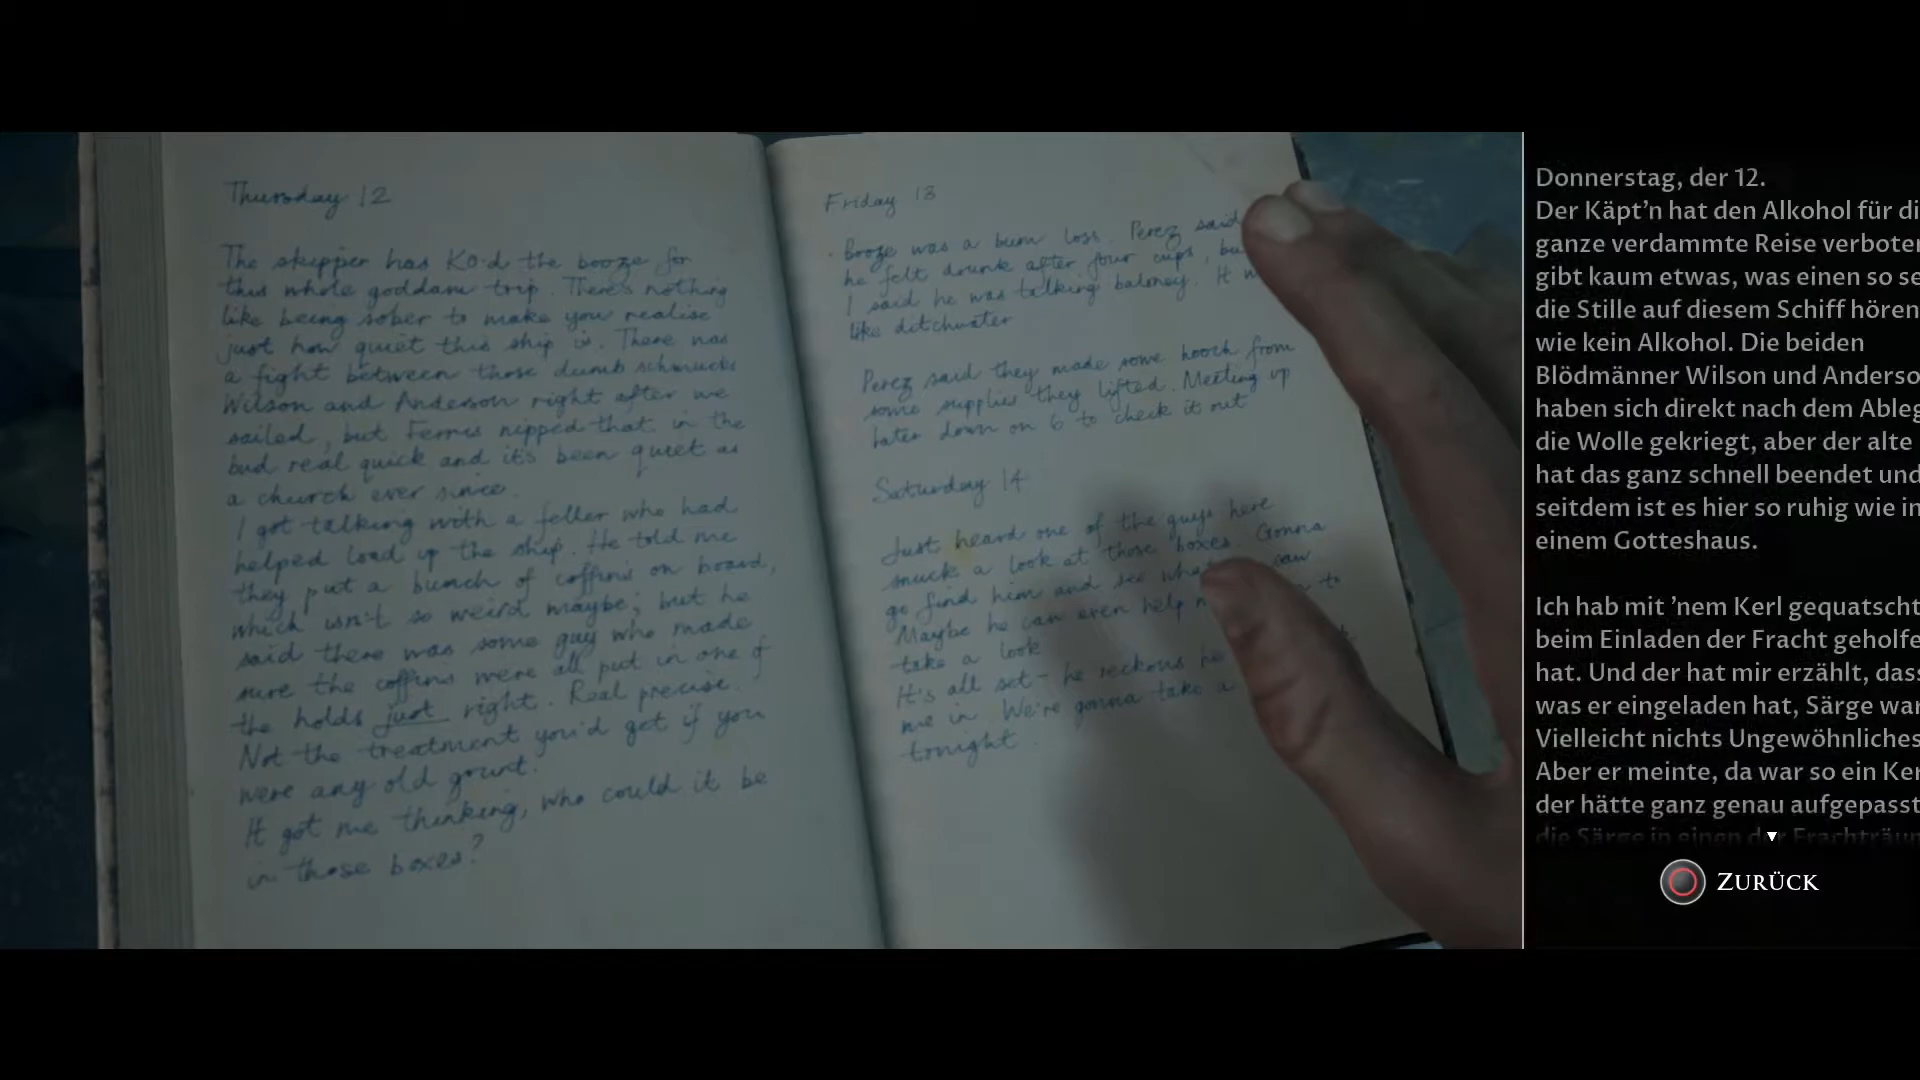 Thursday 12
The skipper has KO'd the booze for
this whole goddam trip. There's nothing
like being sober to make you realise
just how quiet this ship is. There was
a fight between those dumb schmucks
Wilson and Anderson right after we
sailed, but Ferris nipped that in the
bud real quick and it's been quiet as
a church ever since.
I got talking with a feller who had
helped load up the ship. He told me
they put a bunch of coffins on board,
which isn't so weird maybe; but he
said there was some guy who made
sure the coffins were all put in one of
the holds just right. Real precise.
Not the treatment you'd get if you
were any old grunt.
It got me thinking, who could it be
in those boxes?
Friday 13
Booze was a bum loss. Perez said
he felt drunk after four cups, bu
I said he was talking baloney. It w
like ditchwater
Perez said they made some hooch from
some supplies they lifted. Meeting up
later down on 6 to check it out
Saturday 14
Just heard one of the guys here
snuck a look at those boxes. Gonna
go find him and see what saw
Maybe he can even help to
take a look
It's all set - he reckons he
me in. We're gonna take a
tonight.
Donnerstag, der 12.
Der Käpt'n hat den Alkohol für di
ganze verdammte Reise verboten
gibt kaum etwas, was einen so se
die Stille auf diesem Schiff hören
wie kein Alkohol. Die beiden
Blödmänner Wilson und Anderso
haben sich direkt nach dem Ableg
die Wolle gekriegt, aber der alte
hat das ganz schnell beendet und
seitdem ist es hier so ruhig wie in
einem Gotteshaus.
Ich hab mit 'nem Kerl gequatscht
beim Einladen der Fracht geholfe
hat. Und der hat mir erzählt, dass
was er eingeladen hat, Särge war
Vielleicht nichts Ungewöhnliches
Aber er meinte, da war so ein Ker
der hätte ganz genau aufgepasst
die Särge in einen der Frachträum
ZURÜCK